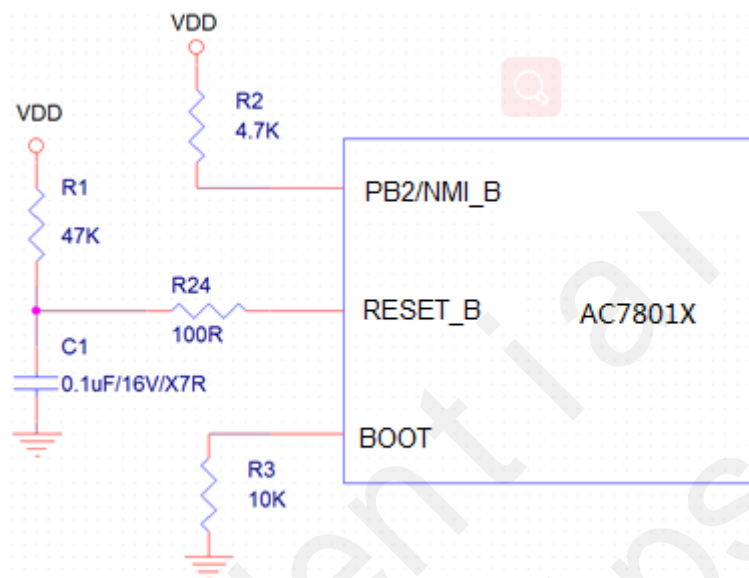 VDD
R2
4.7K
VDD
R1
47K
PB2/NMI_B
R24
100R
RESET_B
AC7801X
C1
0.1uF/16V/X7R
BOOT
R3
10K